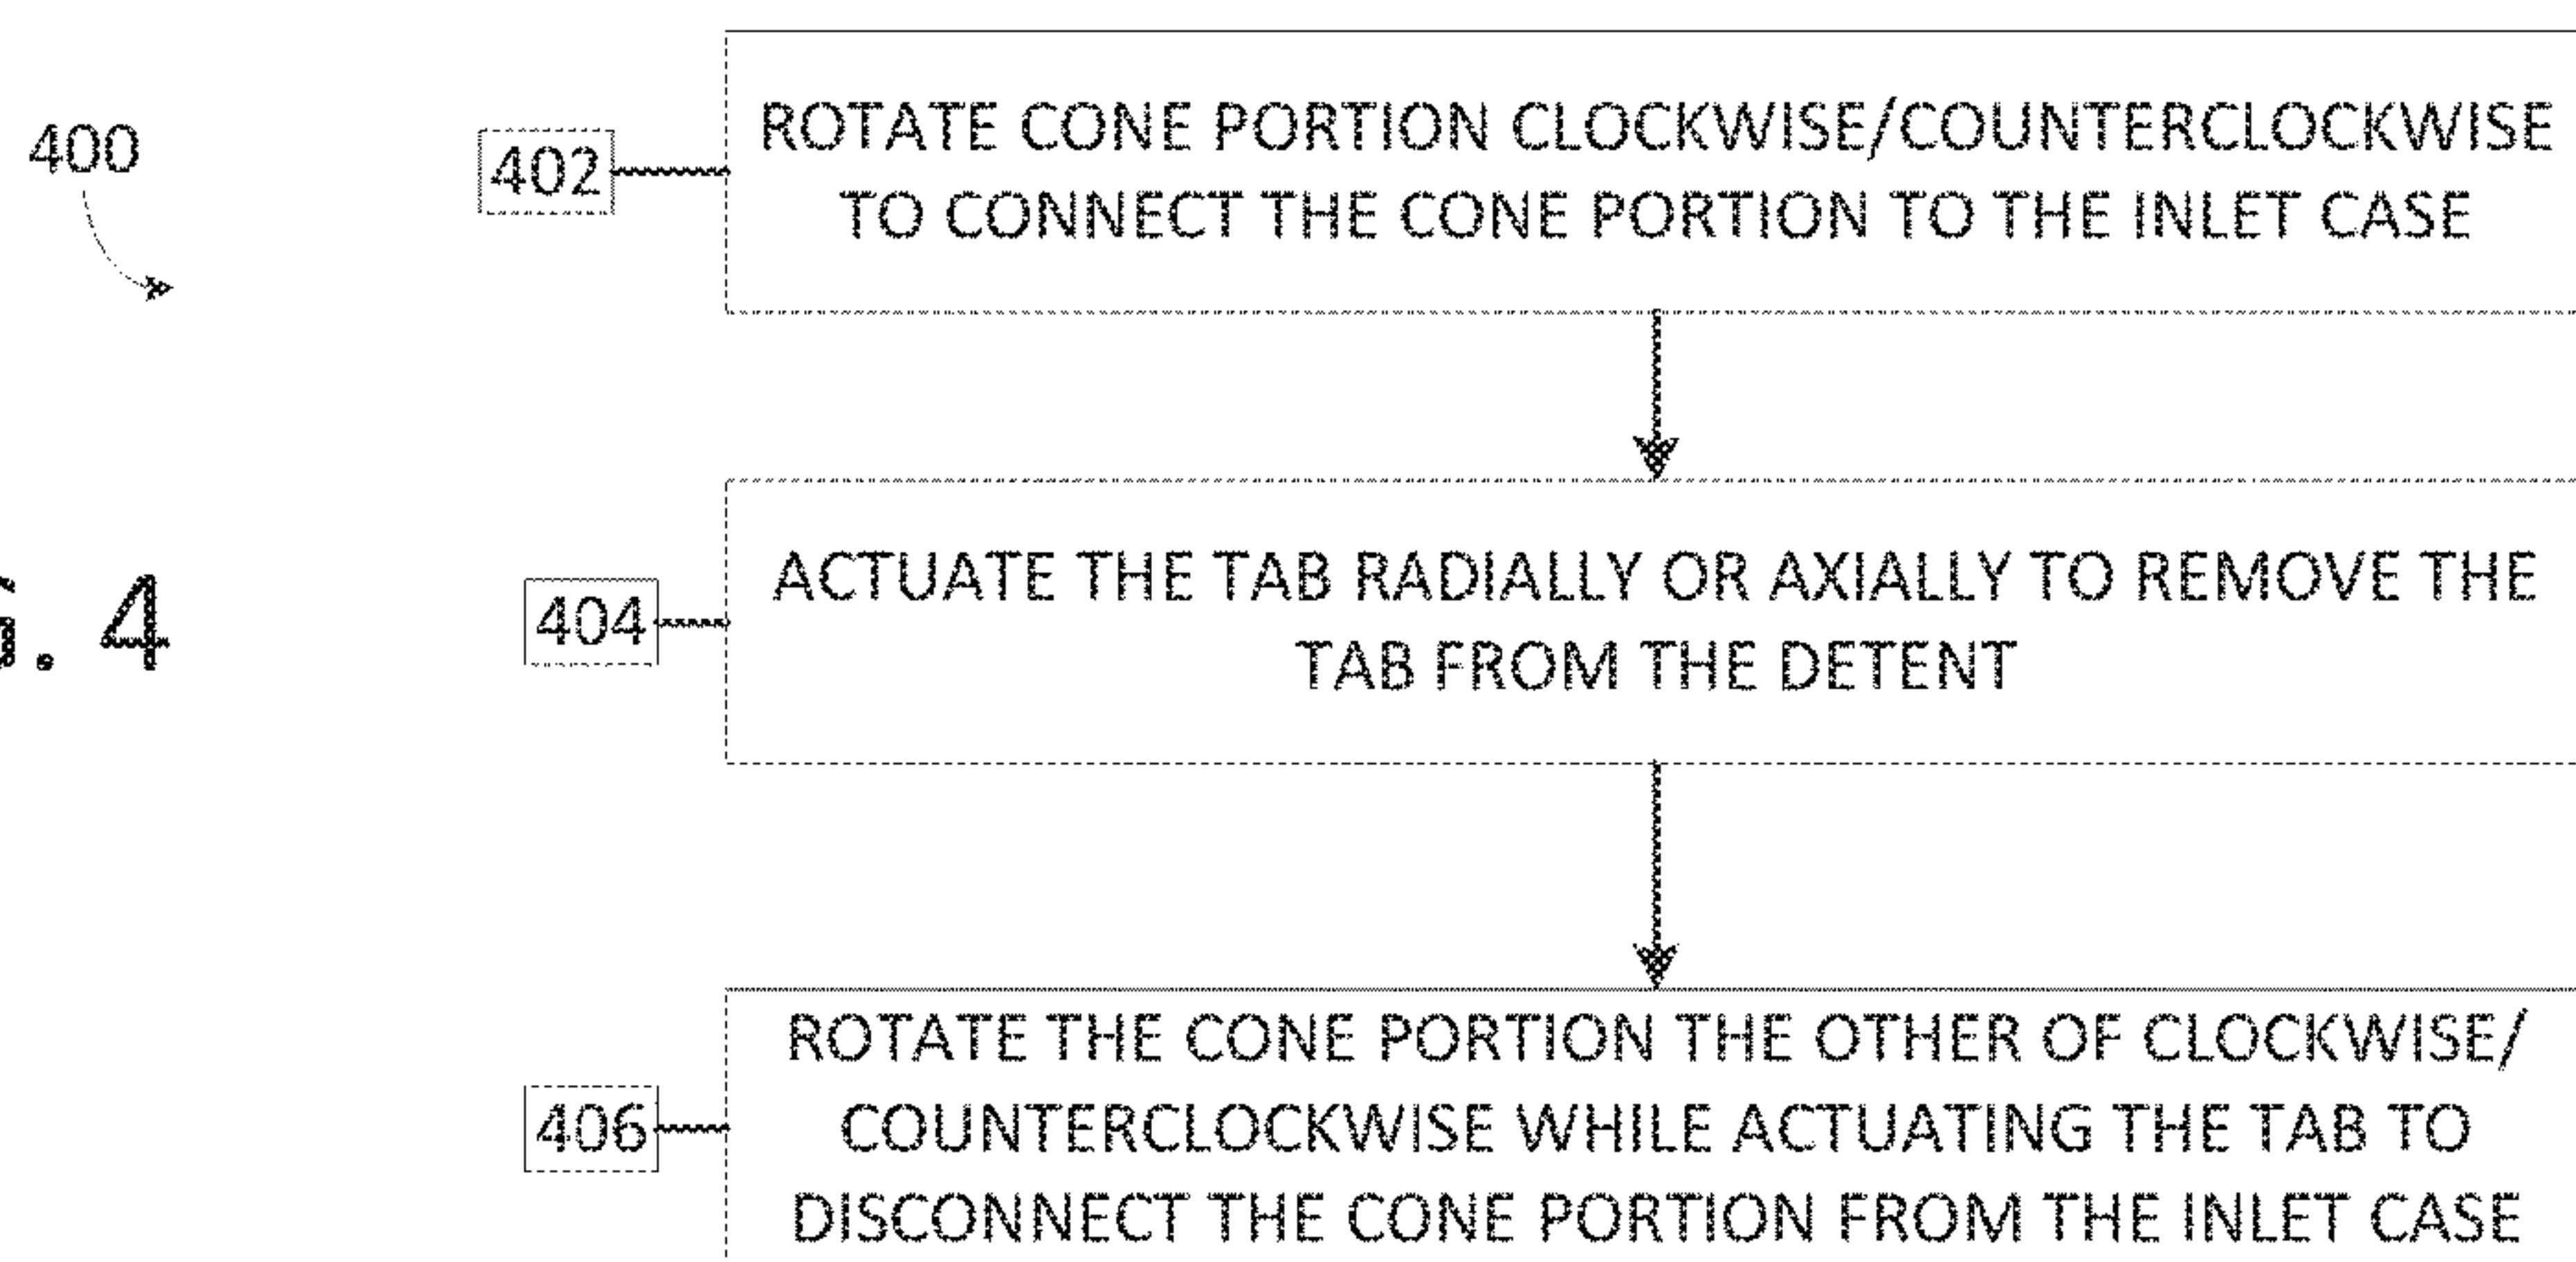 400
402
ROTATE CONE PORTION CLOCKWISE/COUNTERCLOCKWISE
TO CONNECT THE CONE PORTION TO THE INLET CASE
. 4
404
ACTUATE THE TAB RADIALLY OR AXIALLY TO REMOVE THE
TAB FROM THE DETENT
406
ROTATE THE CONE PORTION THE OTHER OF CLOCKWISE/
COUNTERCLOCKWISE WHILE ACTUATING THE TAB TO
DISCONNECT THE CONE PORTION FROM THE INLET CASE